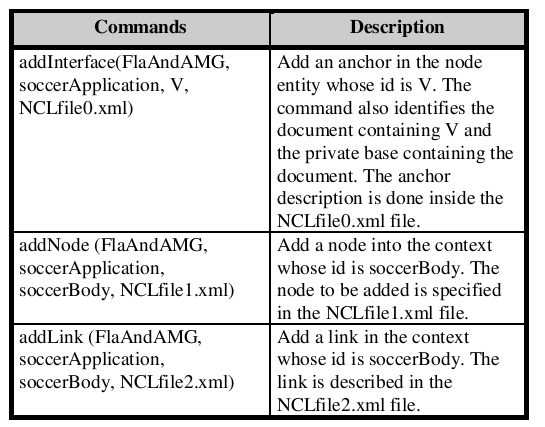 Commands
Description
addInterface(FlaAndAMG,
soccerApplication, V,
NCLfile0.xml)
Add an anchor in the node
entity whose id is V. The
command also identifies the
document containing V and
the private base containing the
document. The anchor
description is done inside the
NCLfile0.xml file.
addNode (FlaAndAMG,
soccerApplication,
soccerBody, NCLfile1.xml)
Add a node into the context
whose id is soccerBody. The
node to be added is specified
in the NCLfile1.xml file.
addLink (FlaAndAMG,
soccerApplication,
soccerBody, NCLfile2.xml)
Add a link in the context
whose id is soccerBody. The
link is described in the
NCLfile2.xml file.